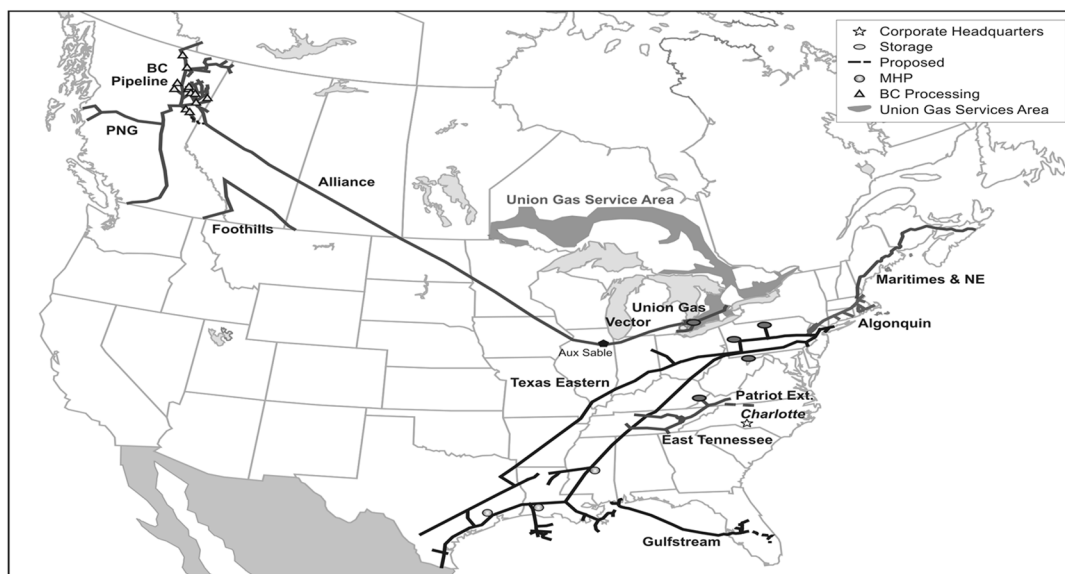 Corporate Headquarters
Storage
Proposed
MHP
BC Processing
Union Gas Services Area
BC
Pipeline
PNG
Alliance
Foothills
Union Gas Service Area
Maritimes & NE
Union Gas
Vector
Algonquin
Aux Sable
Texas Eastern
Patriot Ext.
Charlotte
East Tennessee
Gulfstream